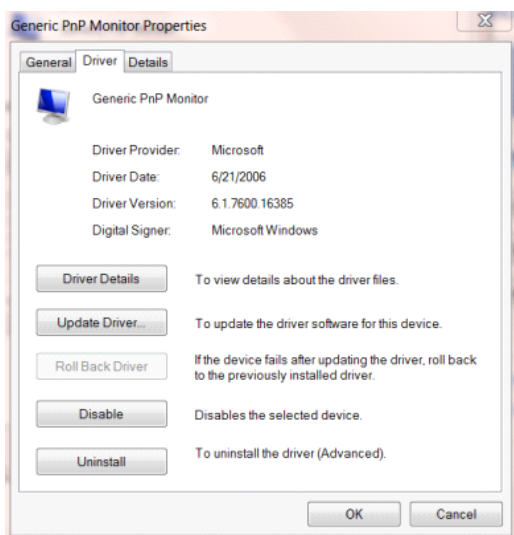 Generic PnP Monitor Properties
General Driver Details
Generic PnP Monitor
Driver Provider: Microsoft
Driver Date: 6/21/2006
Driver Version: 6.1.7600.16385
Digital Signer: Microsoft Windows
Driver Details To view details about the driver files.
Update Driver... To update the driver software for this device.
Roll Back Driver If the device fails after updating the driver, roll back
to the previously installed driver.
Disable Disables the selected device.
Uninstall To uninstall the driver (Advanced).
OK Cancel